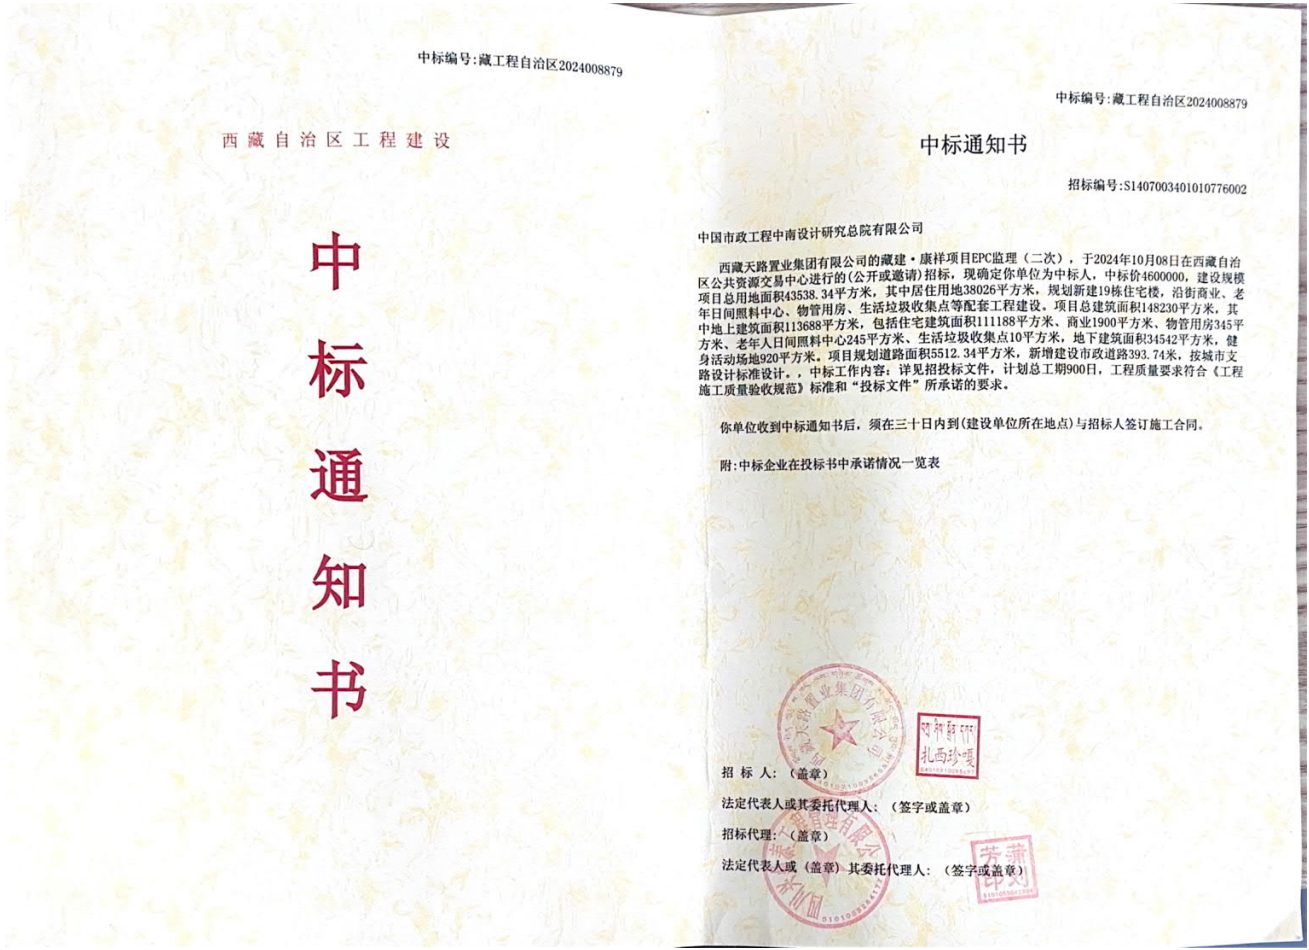 中标编号:藏工程自治区2024008879
西藏自治区工程建设
中标通知书
中标编号:藏工程自治区2024008879
中标通知书
招标编号:S1407003401010776002
中国市政工程中南设计研究总院有限公司
西藏天路置业集团有限公司的藏建·康样项目EPC监理（二次），于2024年10月08日在西藏自治
区公共资源交易中心进行的(公开或邀请)招标，现确定你单位为中标人，中标价4600000，建设规模
项目总用地面积43538.34平方米，其中居住用地38026平方米，规划新建19栋住宅楼，沿街商业、老
年日间照料中心、物管用房、生活垃圾收集点等配套工程建设。项目总建筑面积148230平方米，其
中地上建筑面积113688平方米，包括住宅建筑面积111188平方米、商业1900平方米、物管用房345平
方米、老年人日间照料中心245平方米、生活垃圾收集点10平方米，地下建筑面积34542平方米，健
身活动场地920平方米。项目规划道路面积5512.34平方米，新增建设市政道路393.74米，按城市支
路设计标准设计。，中标工作内容：详见招投标文件，计划总工期900日，工程质量要求符合《工程
施工质量验收规范》标准和“投标文件”所承诺的要求。
你单位收到中标通知书后，须在三十日内到(建设单位所在地点)与招标人签订施工合同。
附:中标企业在投标书中承诺情况一览表
西藏天路置业集团有限公司
扎西珍嘎
招 标 人：（盖章）
法定代表人或其委托代理人：（签字或盖章）
招标代理：（盖章）
工程管理有限公
法定代表人或（盖章）其委托代理人：（签字或盖章）
蒲刘
芳印